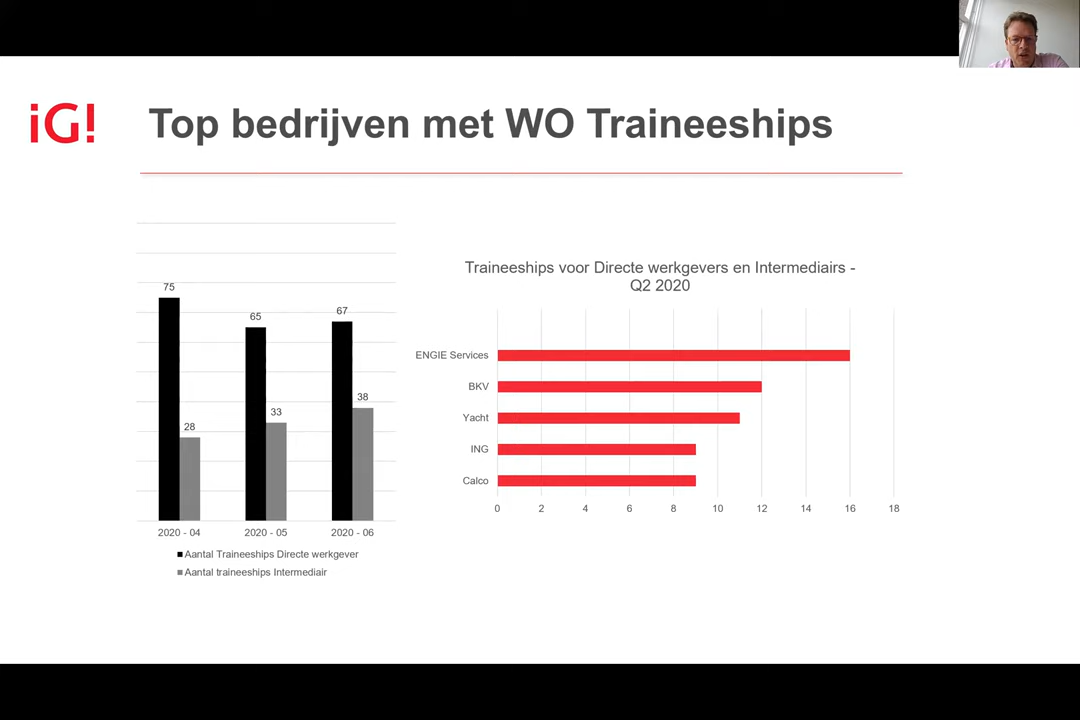 iG!
Top bedrijven met WO Traineeships
75
28
65
33
67
38
2020 - 04
2020 - 05
2020 - 06
Aantal Traineeships Directe werkgever
Aantal traineeships Intermediair
Traineeships voor Directe werkgevers en Intermediairs -
Q2 2020
ENGIE Services
BKV
Yacht
ING
Calco
0 2 4 6 8 10 12 14 16 18